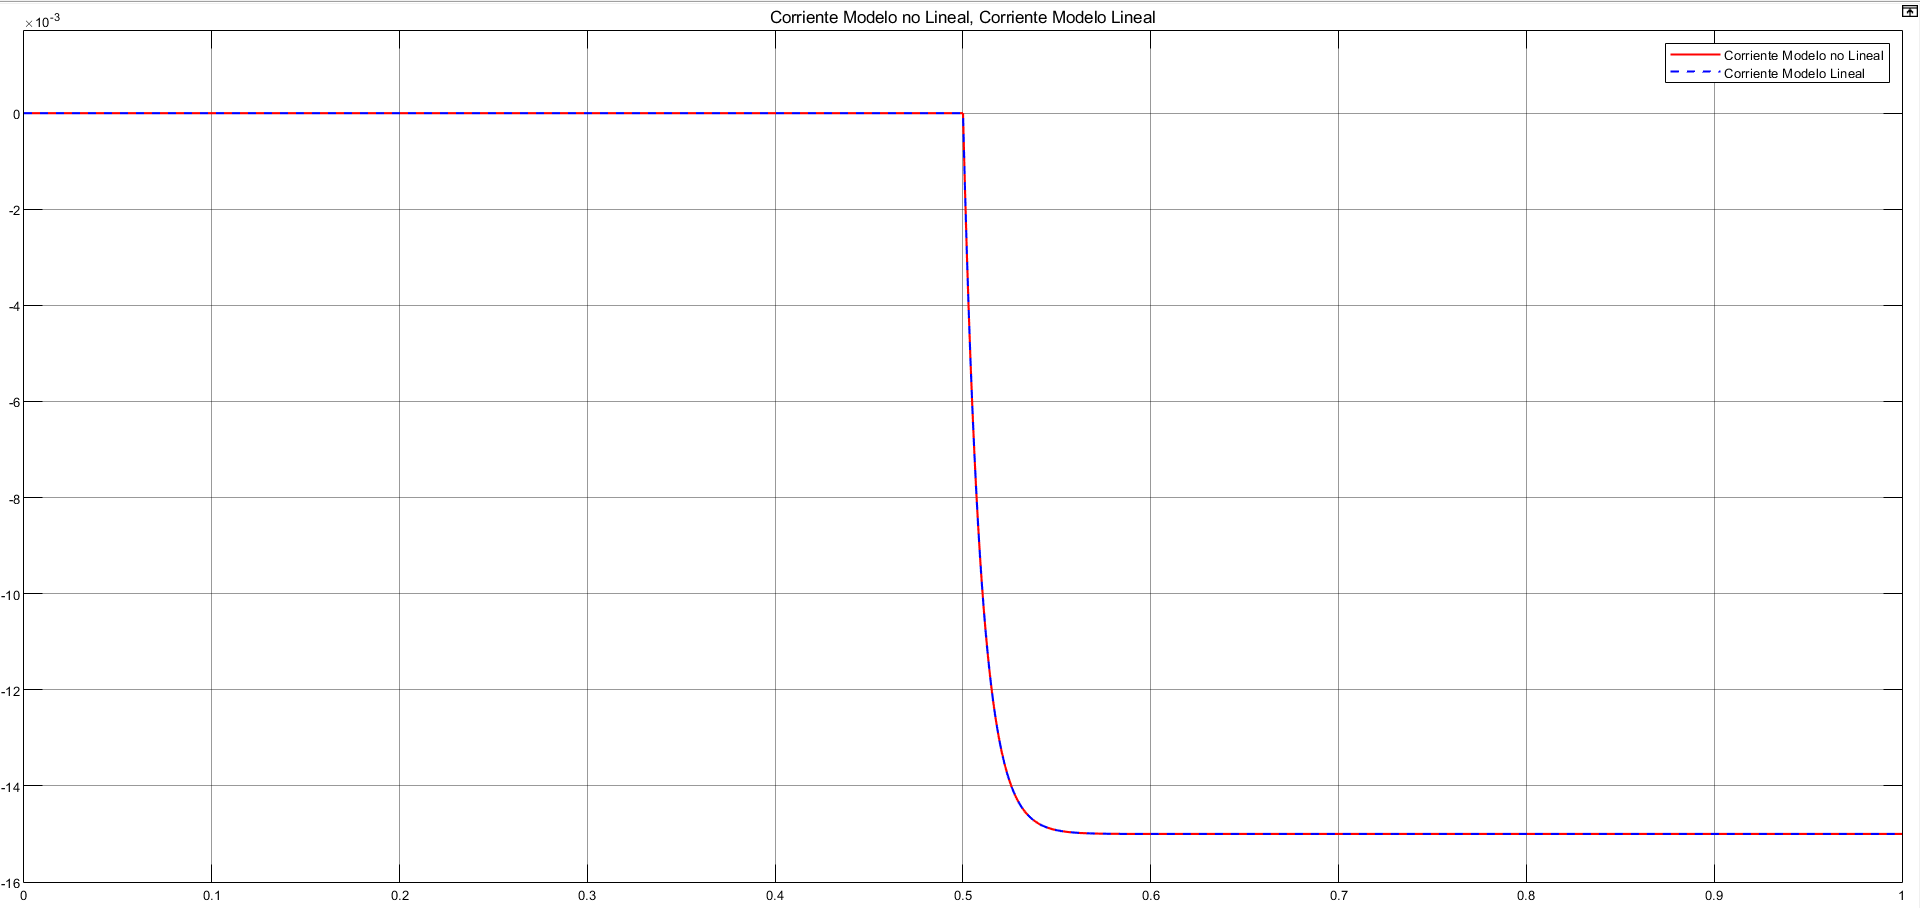 ×10-3
Corriente Modelo no Lineal, Corriente Modelo Lineal
Corriente Modelo no Lineal
Corriente Modelo Lineal
0
-2
-4
-6
-8
-10
-12
-14
-16
0 0.1 0.2 0.3 0.4 0.5 0.6 0.7 0.8 0.9 1